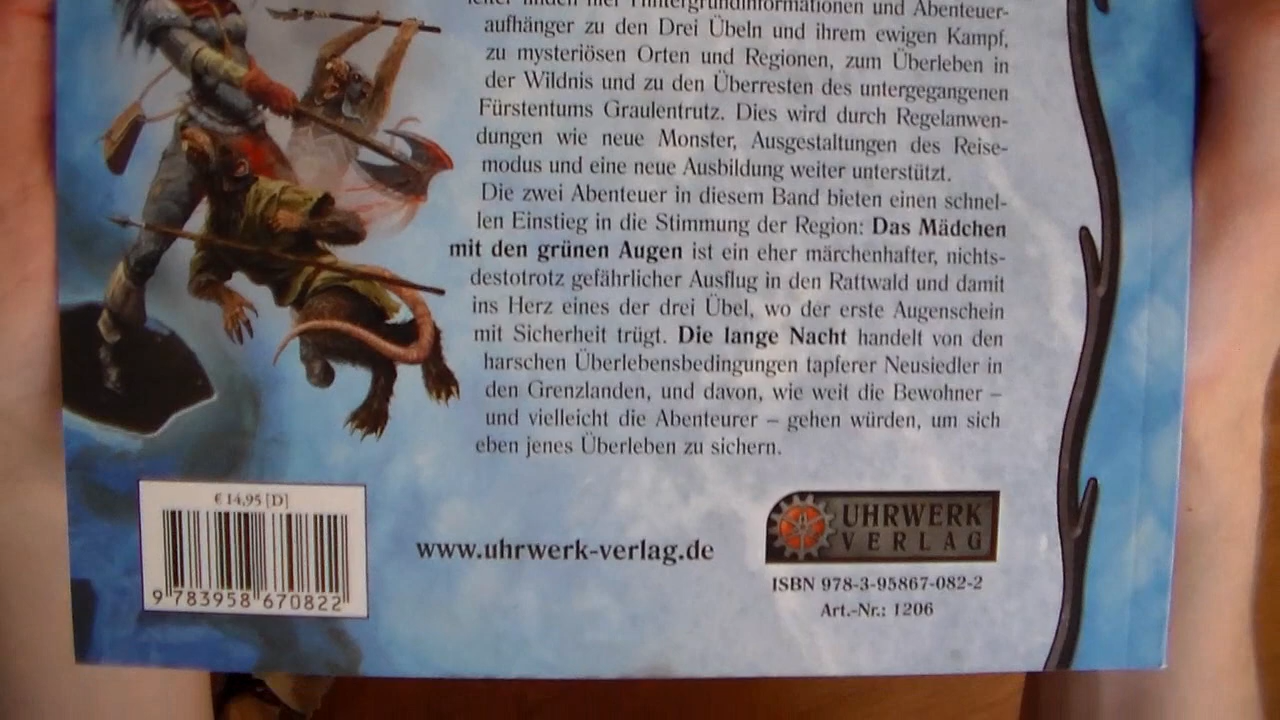 leiter finden hier Hintergrundinformationen und Abenteuer-
aufhänger zu den Drei Übeln und ihrem ewigen Kampf,
zu mysteriösen Orten und Regionen, zum Überleben in
der Wildnis und zu den Überresten des untergegangenen
Fürstentums Graulentrutz. Dies wird durch Regelanwen-
dungen wie neue Monster, Ausgestaltungen des Reise-
modus und eine neue Ausbildung weiter unterstützt.
Die zwei Abenteuer in diesem Band bieten einen schnel-
len Einstieg in die Stimmung der Region: Das Mädchen
mit den grünen Augen ist ein eher märchenhafter, nichts-
destotrotz gefährlicher Ausflug in den Rattwald und damit
ins Herz eines der drei Übel, wo der erste Augenschein
mit Sicherheit trügt. Die lange Nacht handelt von den
harschen Überlebensbedingungen tapferer Neusiedler in
den Grenzlanden, und davon, wie weit die Bewohner –
und vielleicht die Abenteurer – gehen würden, um sich
eben jenes Überleben zu sichern.
€ 14,95 [D]
9 783958 670822
www.uhrwerk-verlag.de
UHRWERK
VERLAG
ISBN 978-3-95867-082-2
Art.-Nr.: 1206